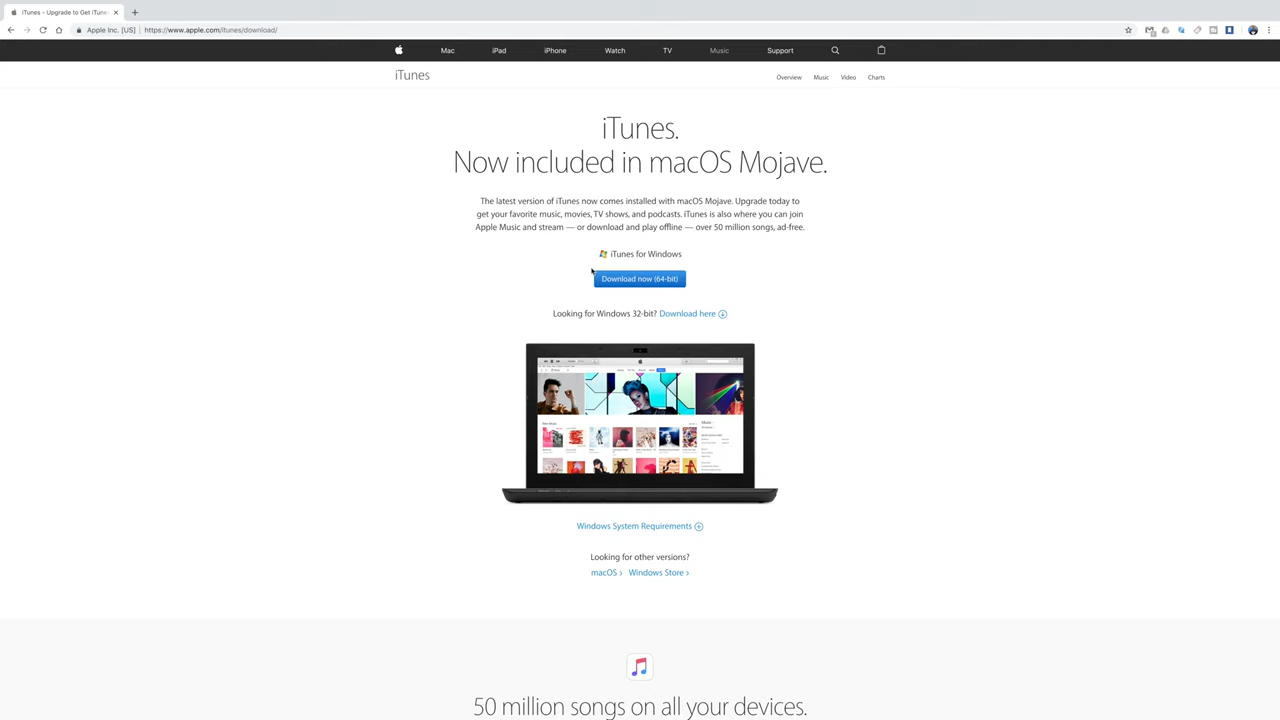 iTunes - Upgrade to Get iTunes
Apple Inc. [US]
https://www.apple.com/itunes/download/
Mac
iPad
iPhone
Watch
TV
Music
Support
iTunes
Overview
Music
Video
Charts
iTunes.
Now included in macOS Mojave.
The latest version of iTunes now comes installed with macOS Mojave. Upgrade today to
get your favorite music, movies, TV shows, and podcasts. iTunes is also where you can join
Apple Music and stream — or download and play offline — over 50 million songs, ad-free.
iTunes for Windows
Download now (64-bit)
Looking for Windows 32-bit? Download here
Windows System Requirements
Looking for other versions?
macOS › Windows Store ›
50 million songs on all your devices.